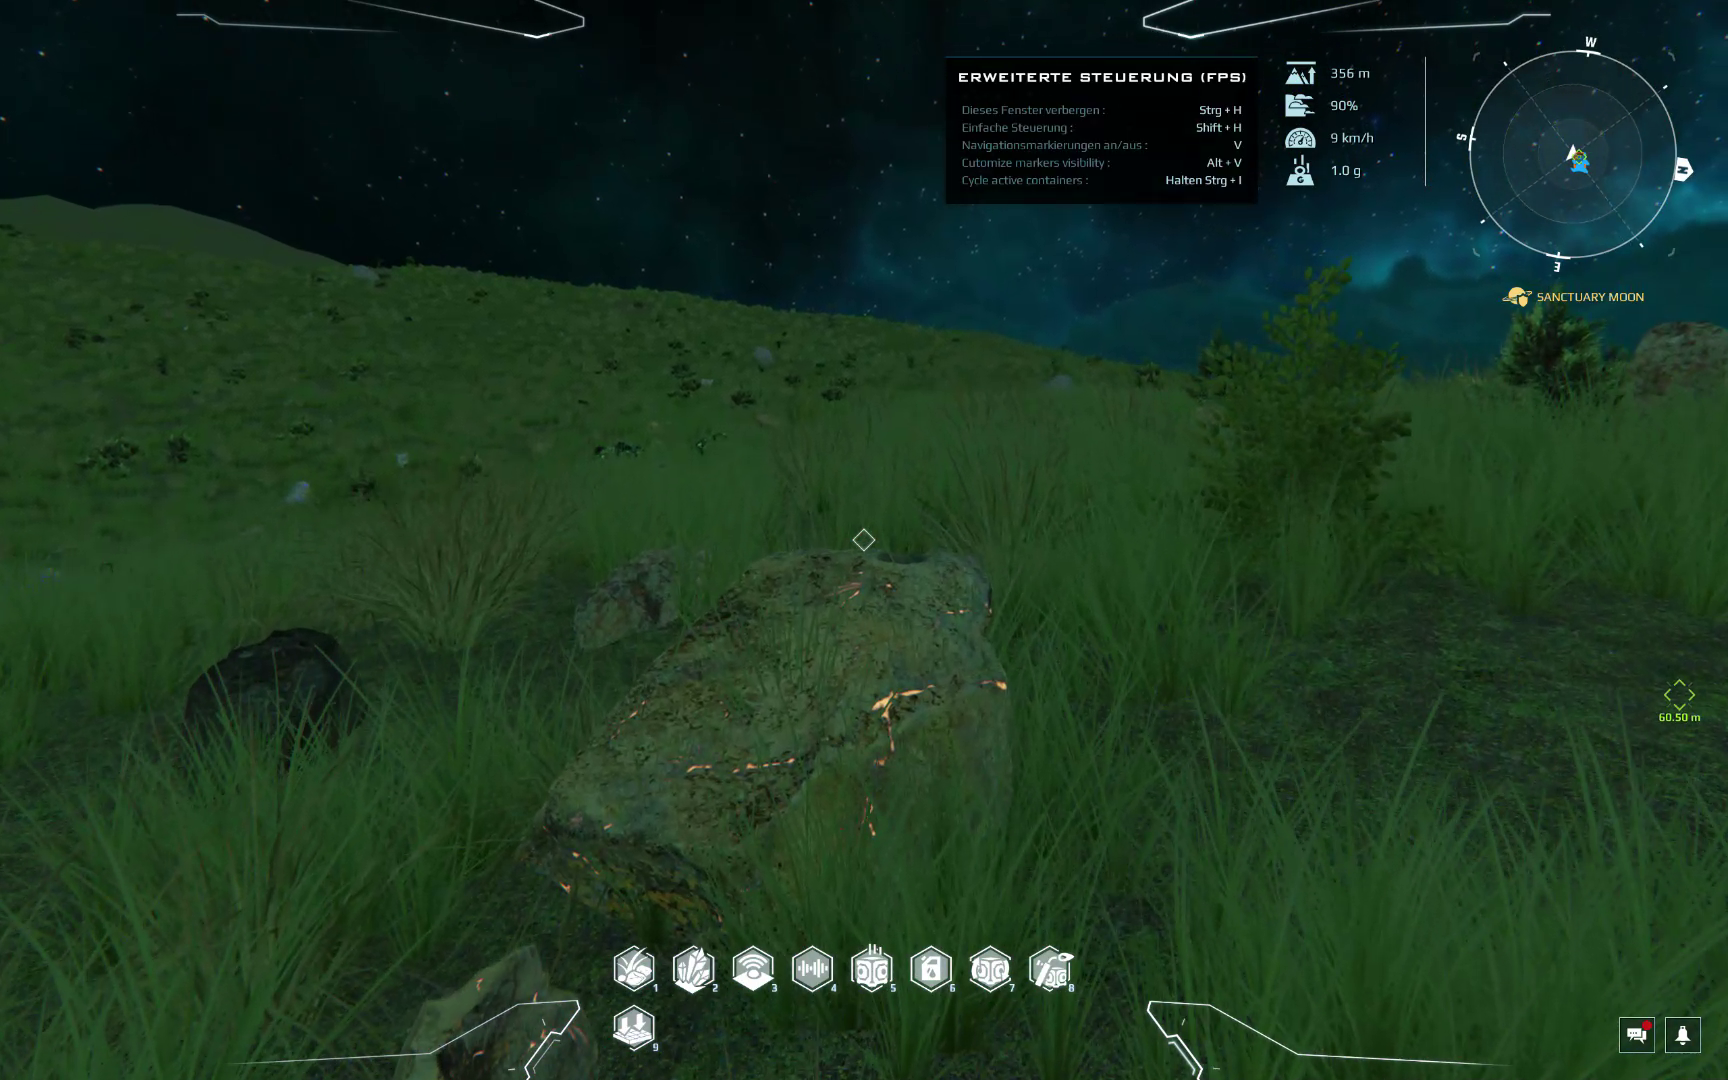 W
S
N
E
ERWEITERTE STEUERUNG (FPS)
Dieses Fenster verbergen : Strg + H
Einfache Steuerung : Shift + H
Navigationsmarkierungen an/aus : V
Cutomize markers visibility : Alt + V
Cycle active containers : Halten Strg + I
356 m
90%
9 km/h
G 1.0 g
SANCTUARY MOON
60.50 m
1 2 3 4 5 6 7 8
9